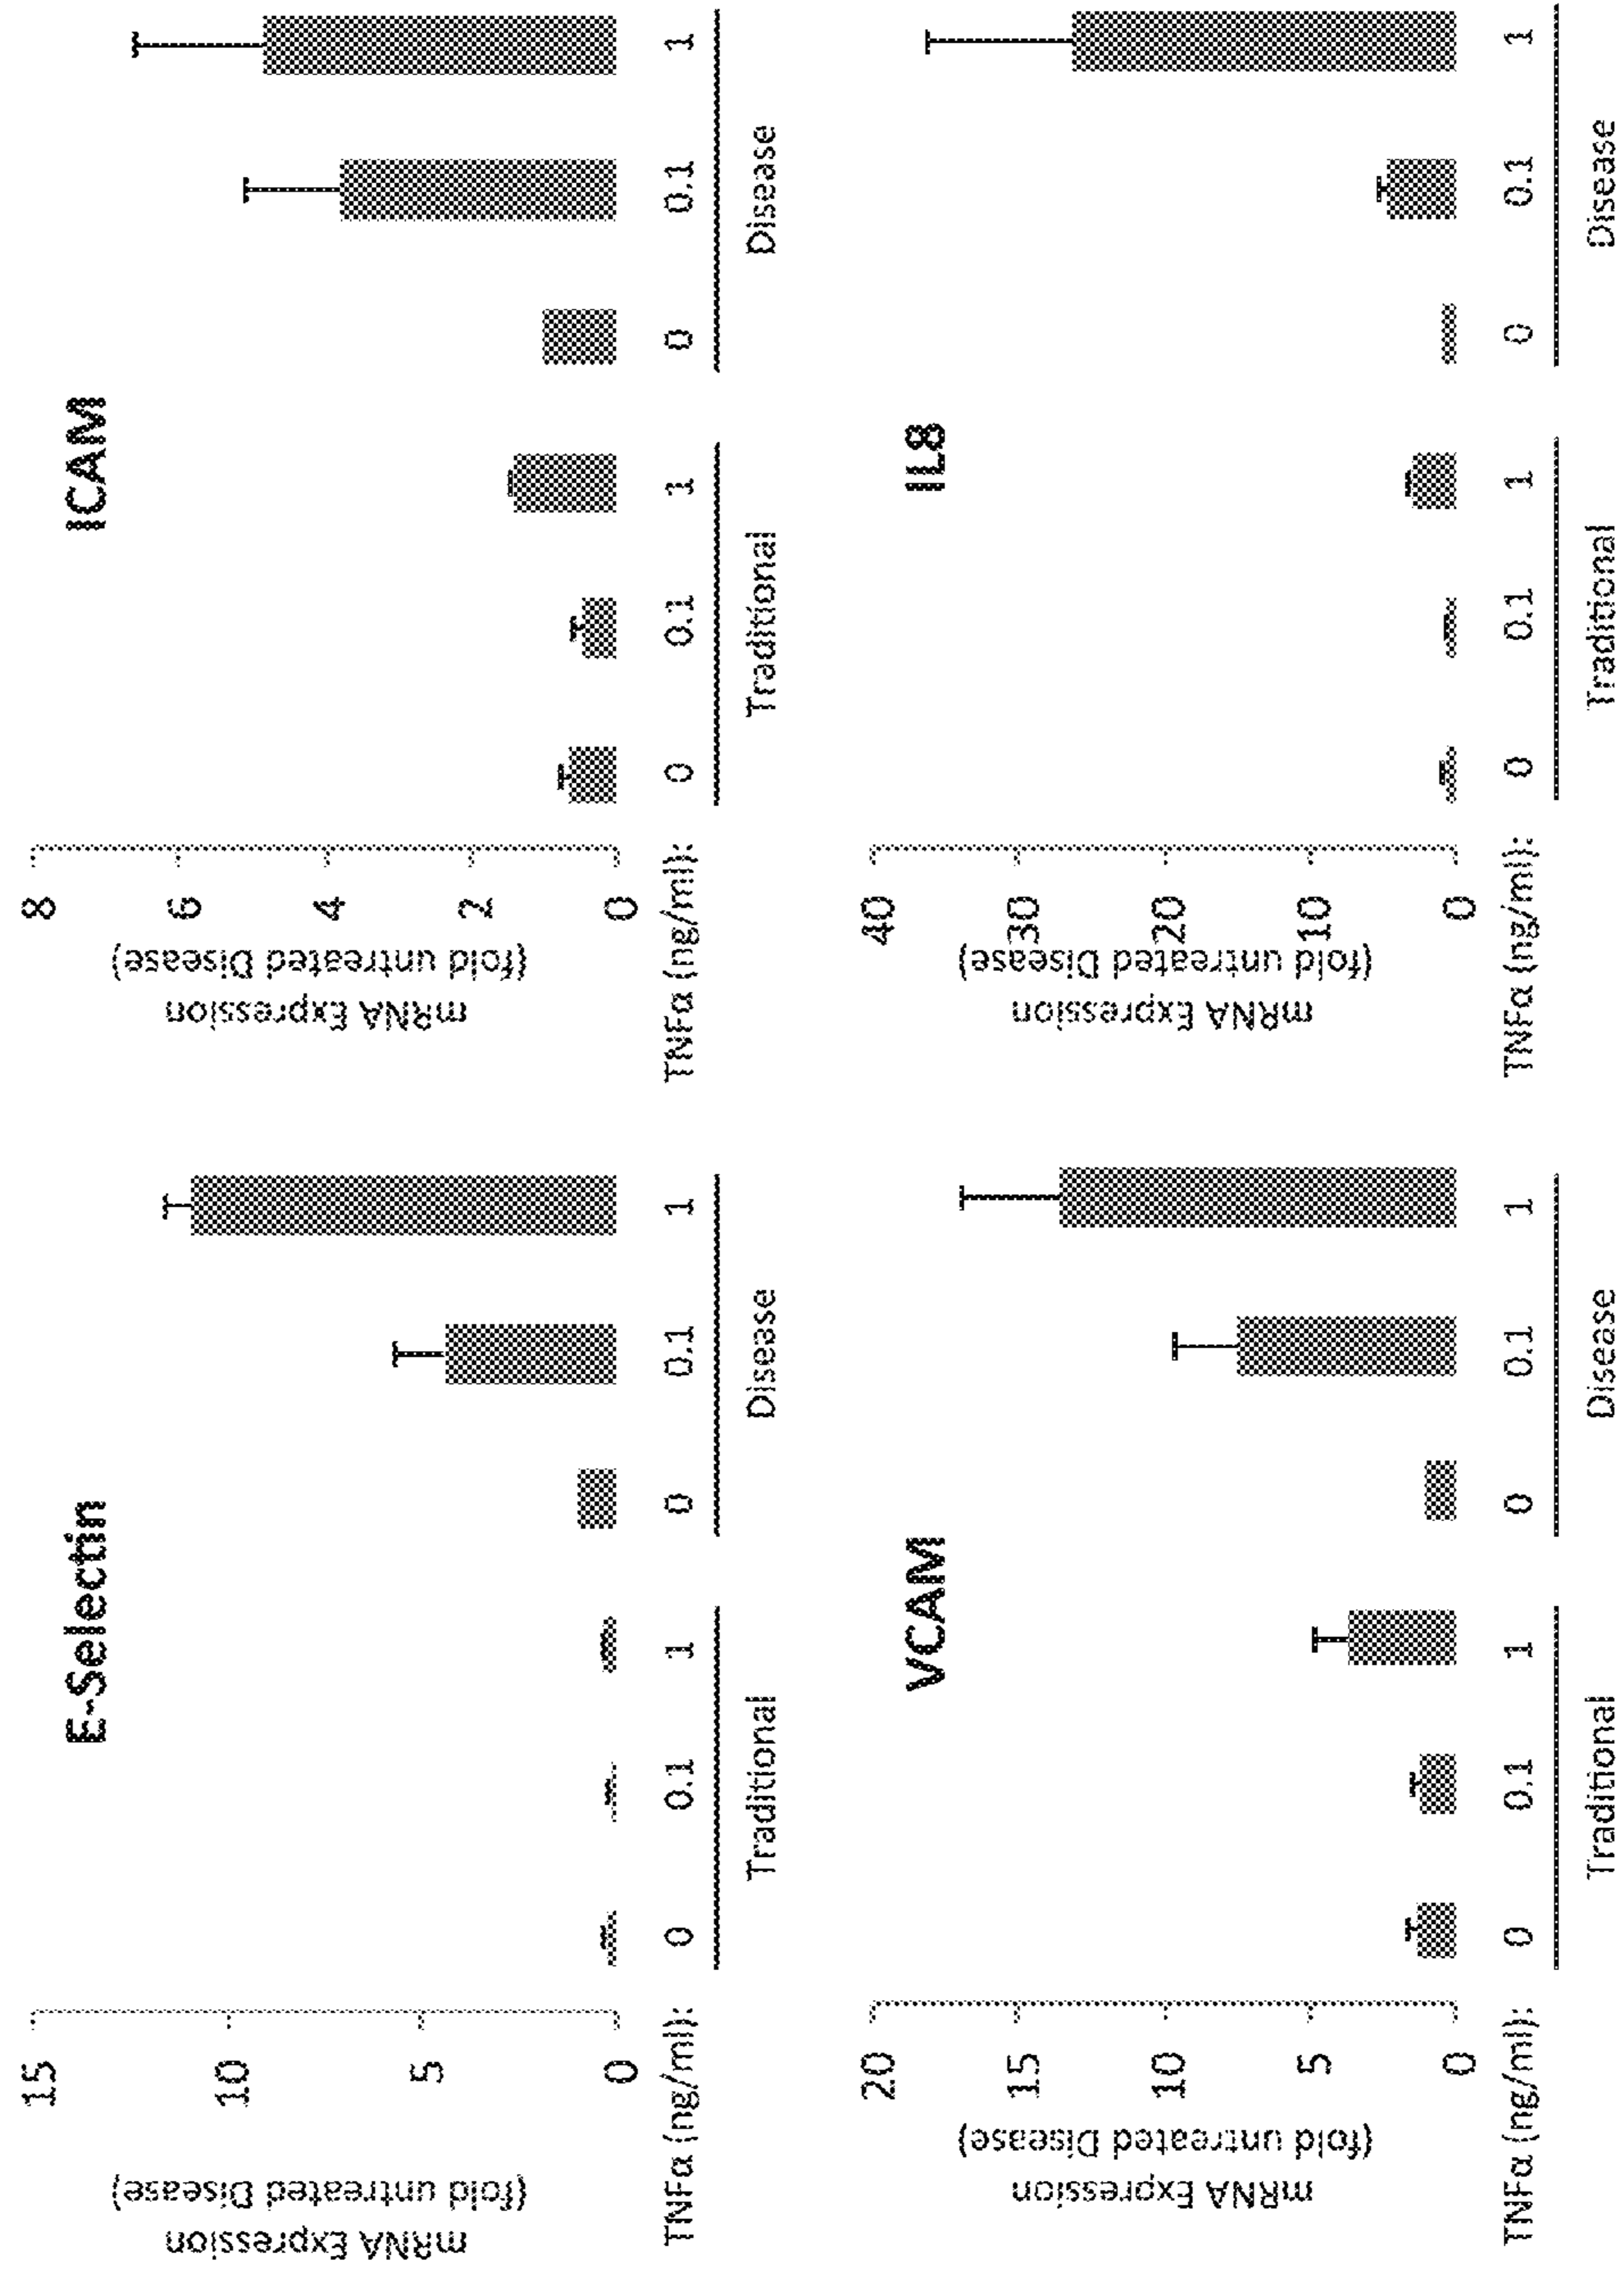 E-Selectin
mRNA Expression
(fold untreated Disease)
15
10
5
0
TNFα (ng/ml):
0
0.1
1
0
0.1
1
Traditional
Disease
ICAM
mRNA Expression
(fold untreated Disease)
8
6
4
2
0
TNFα (ng/ml):
0
0.1
1
0
0.1
1
Traditional
Disease
VCAM
mRNA Expression
(fold untreated Disease)
20
15
10
5
0
TNFα (ng/ml):
0
0.1
1
0
0.1
1
Traditional
Disease
IL8
mRNA Expression
(fold untreated Disease)
40
30
20
10
0
TNFα (ng/ml):
0
0.1
1
0
0.1
1
Traditional
Disease